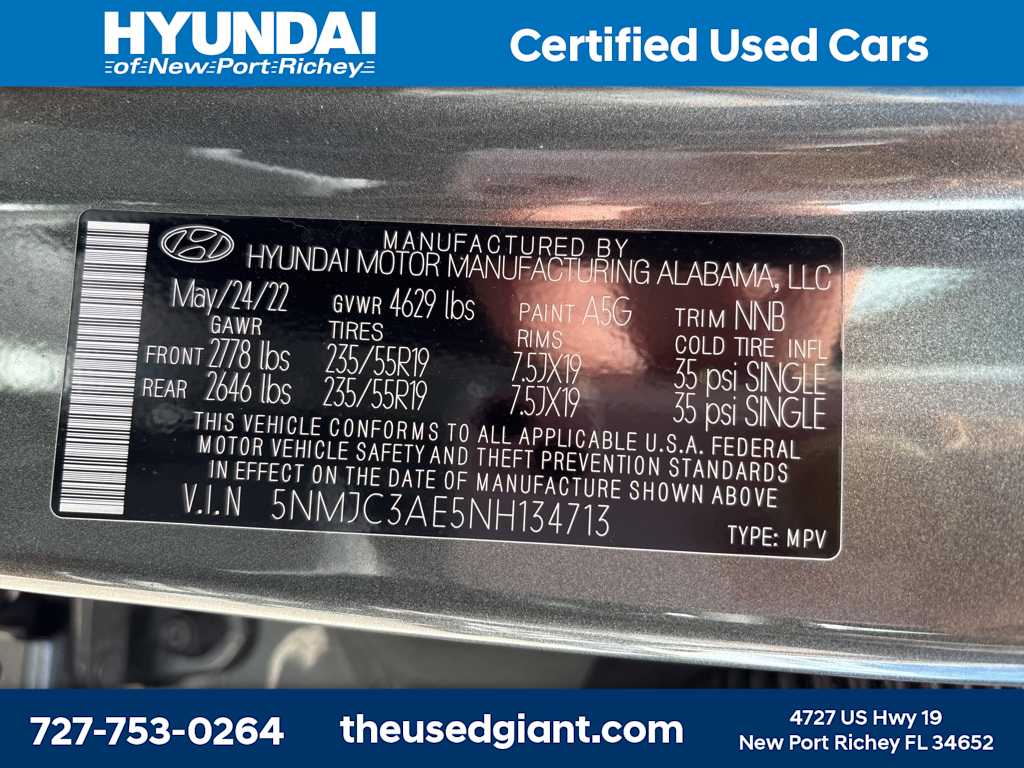 HYUNDAI
of New Port Richey
Certified Used Cars
MANUFACTURED BY
HYUNDAI MOTOR MANUFACTURING ALABAMA, LLC
May/24/22 GVWR 4629 lbs PAINT A5G TRIM NNB
GAWR TIRES RIMS COLD TIRE INFL
FRONT 2778 lbs 235/55R19 7.5JX19 35 psi SINGLE
REAR 2646 lbs 235/55R19 7.5JX19 35 psi SINGLE
THIS VEHICLE CONFORMS TO ALL APPLICABLE U.S.A. FEDERAL
MOTOR VEHICLE SAFETY AND THEFT PREVENTION STANDARDS
IN EFFECT ON THE DATE OF MANUFACTURE SHOWN ABOVE
V.I.N 5NMJC3AE5NH134713
TYPE: MPV
727-753-0264
theusedgiant.com
4727 US Hwy 19
New Port Richey FL 34652